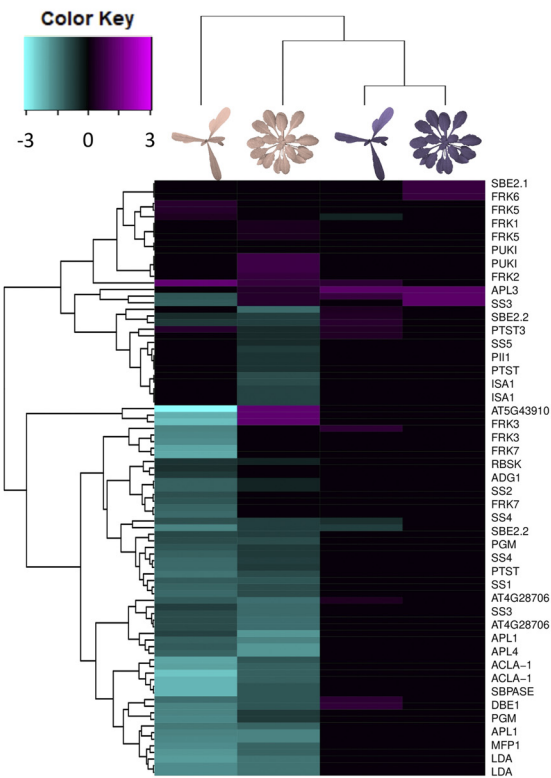 Color Key
-3 0 3
SBE2.1
FRK6
FRK5
FRK1
FRK5
PUKI
PUKI
FRK2
APL3
SS3
SBE2.2
PTST3
SS5
PII1
PTST
ISA1
ISA1
AT5G43910
FRK3
FRK3
FRK7
RBSK
ADG1
SS2
FRK7
SS4
SBE2.2
PGM
SS4
PTST
SS1
AT4G28706
SS3
AT4G28706
APL1
APL4
ACLA−1
ACLA−1
SBPASE
DBE1
PGM
APL1
MFP1
LDA
LDA